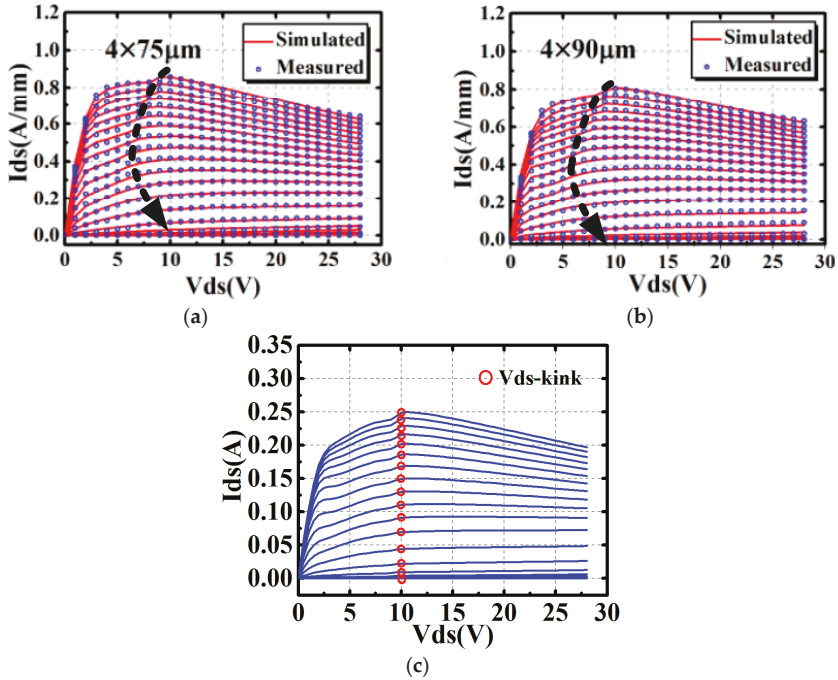 1.2
1.0
0.8
0.6
0.4
0.2
0.0
Ids(A/mm)
4×75μm
Simulated
Measured
0 5 10 15 20 25 30
Vds(V)
(a)
1.2
1.0
0.8
0.6
0.4
0.2
0.0
Ids(A/mm)
4×90μm
Simulated
Measured
0 5 10 15 20 25 30
Vds(V)
(b)
0.35
0.30
0.25
0.20
0.15
0.10
0.05
0.00
Ids(A)
Vds-kink
0 5 10 15 20 25 30
Vds(V)
(c)